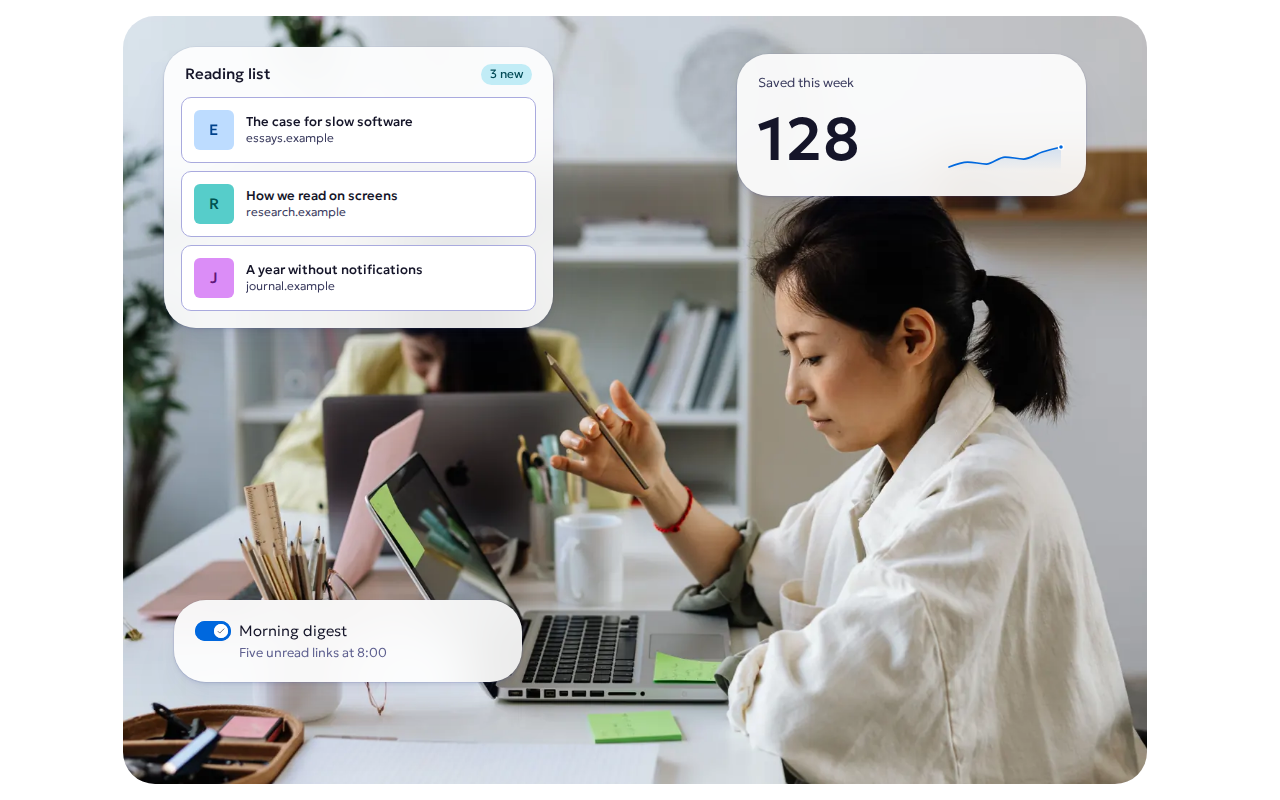 Reading list
3 new
E
The case for slow software
essays.example
R
How we read on screens
research.example
J
A year without notifications
journal.example
Saved this week
128
Morning digest
Five unread links at 8:00